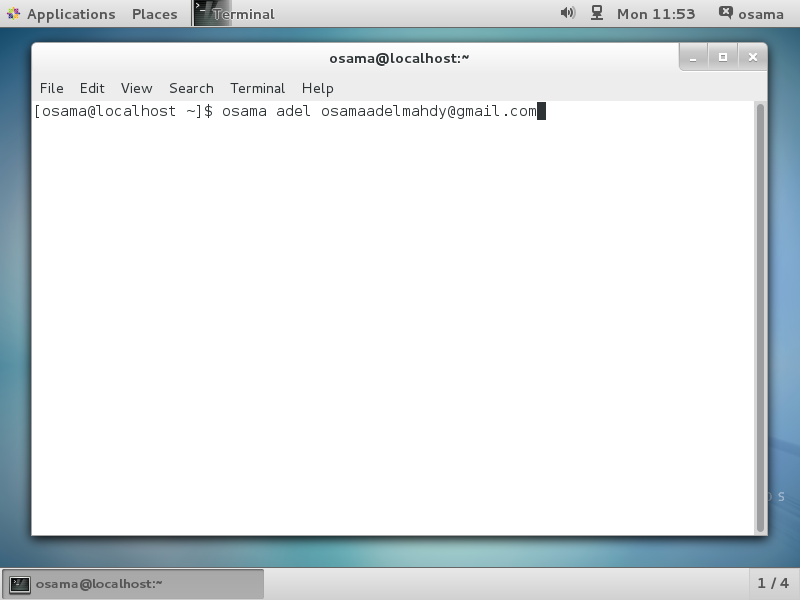 Applications Places Terminal Mon 11:53 osama
osama@localhost:~
File Edit View Search Terminal Help
[osama@localhost ~]$ osama adel osamaadelmahdy@gmail.com
S
osama@localhost:~ 1 / 4